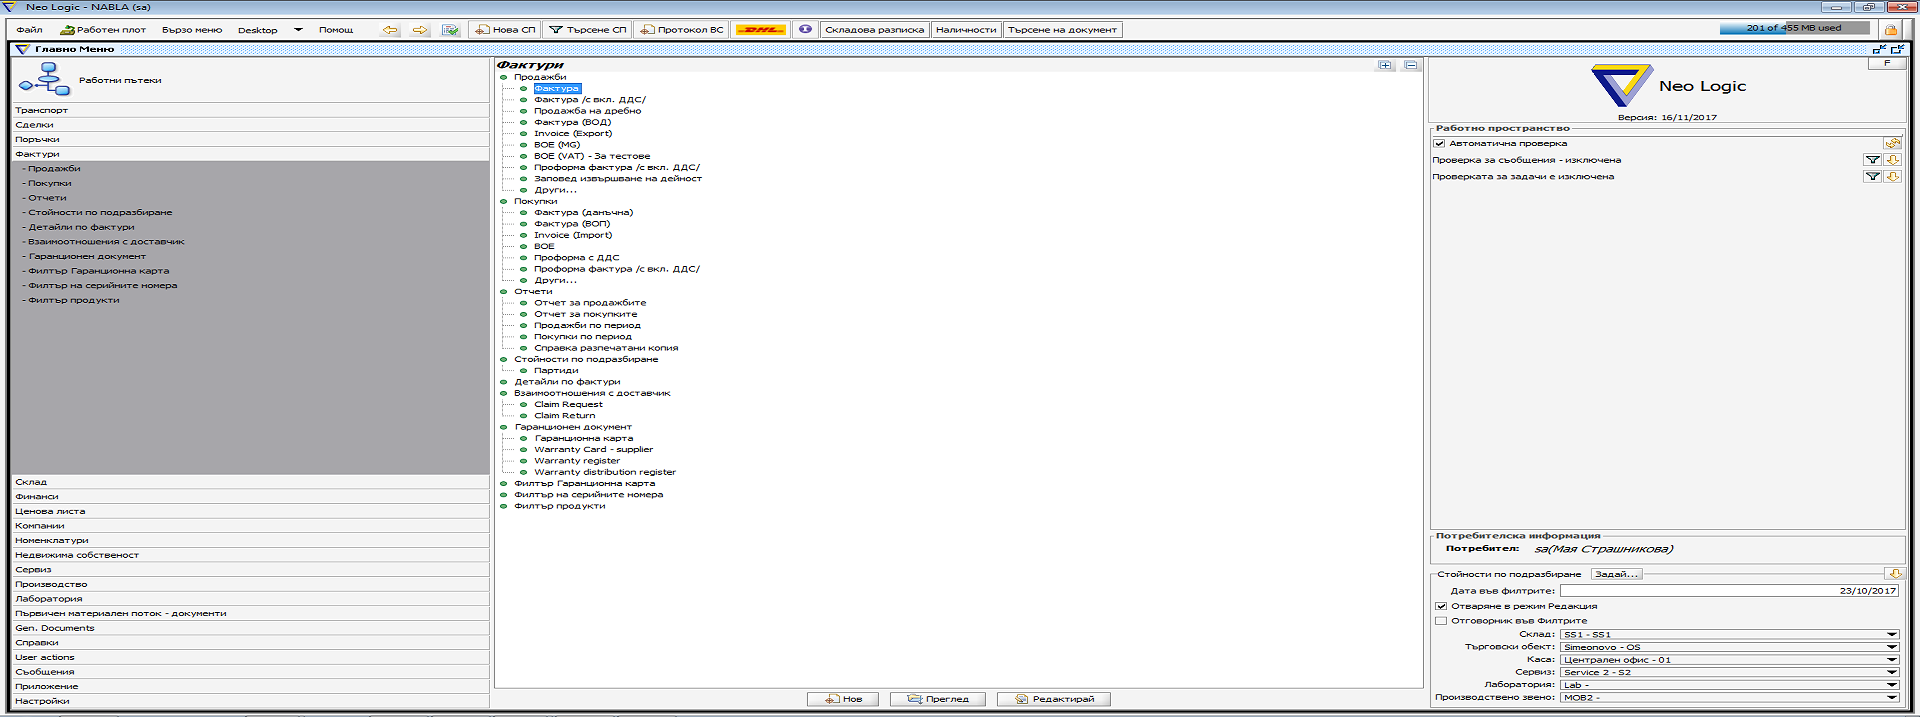 Neo Logic - NABLA (sa)
Файл Работен плот Бързо меню Desktop Помощ Нова СП Търсене СП Протокол ВС DHL Складова разписка Наличности Търсене на документ 201 of 455 MB used
Главно Меню
Работни пътеки
Транспорт
Сделки
Поръчки
Фактури
- Продажби
- Покупки
- Отчети
- Стойности по подразбиране
- Детайли по фактури
- Взаимоотношения с доставчик
- Гаранционен документ
- Филтър Гаранционна карта
- Филтър на серийните номера
- Филтър продукти
Склад
Финанси
Ценова листа
Компании
Номенклатури
Недвижима собственост
Сервиз
Производство
Лаборатория
Първичен материален поток - документи
Gen. Documents
Справки
User actions
Съобщения
Приложение
Настройки
Фактури
Продажби
Фактура
Фактура /с вкл. ДДС/
Продажба на дребно
Фактура (ВОД)
Invoice (Export)
BOE (MG)
BOE (VAT) - За тестове
Проформа фактура /с вкл. ДДС/
Заповед извършване на дейност
Други...
Покупки
Фактура (данъчна)
Фактура (ВОП)
Invoice (Import)
BOE
Проформа с ДДС
Проформа фактура /с вкл. ДДС/
Други...
Отчети
Отчет за продажбите
Отчет за покупките
Продажби по период
Покупки по период
Справка разпечатани копия
Стойности по подразбиране
Партиди
Детайли по фактури
Взаимоотношения с доставчик
Claim Request
Claim Return
Гаранционен документ
Гаранционна карта
Warranty Card - supplier
Warranty register
Warranty distribution register
Филтър Гаранционна карта
Филтър на серийните номера
Филтър продукти
Нов Преглед Редактирай
F
Neo Logic
Версия: 16/11/2017
Работно пространство
Автоматична проверка
Проверка за съобщения - изключена
Проверката за задачи е изключена
Потребителска информация
Потребител: sa(Мая Страшникова)
Стойности по подразбиране Задай...
Дата във филтрите: 23/10/2017
Отваряне в режим Редакция
Отговорник във Филтрите
Склад: SS1 - SS1
Търговски обект: Simeonovo - OS
Каса: Централен офис - 01
Сервиз: Service 2 - S2
Лаборатория: Lab -
Производствено звено: MOB2 -